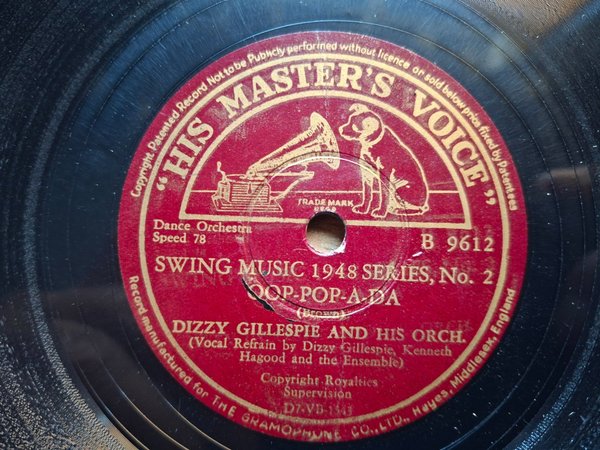 Copyright. Patented Record Not to be Publicly performed without licence or sold below price fixed by Patentees
"HIS MASTER'S VOICE"
TRADE MARK
Dance Orchestra
Speed 78
B 9612
SWING MUSIC 1948 SERIES, No. 2
OOP-POP-A-DA
(Brown)
DIZZY GILLESPIE AND HIS ORCH.
(Vocal Refrain by Dizzy Gillespie, Kenneth
Hagood and the Ensemble)
Copyright Royalties
Supervision
Record manufactured for THE GRAMOPHONE CO., LTD., Hayes, Middlesex, England